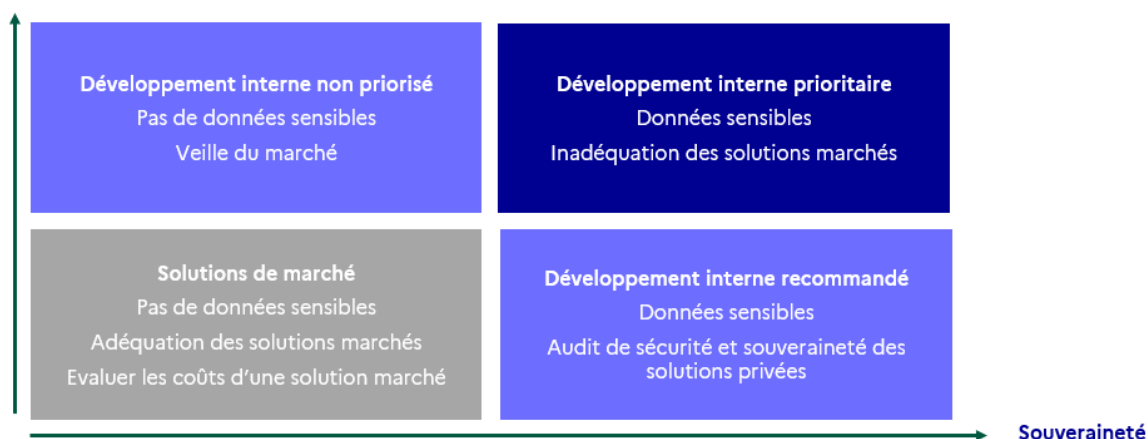 Développement interne non priorisé
Pas de données sensibles
Veille du marché
Développement interne prioritaire
Données sensibles
Inadéquation des solutions marchés
Solutions de marché
Pas de données sensibles
Adéquation des solutions marchés
Evaluer les coûts d’une solution marché
Développement interne recommandé
Données sensibles
Audit de sécurité et souveraineté des
solutions privées
Souveraineté